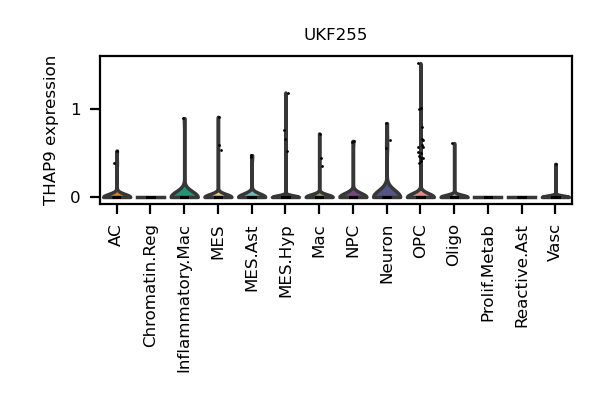 UKF255
THAP9 expression
1
0
AC
Chromatin.Reg
Inflammatory.Mac
MES
MES.Ast
MES.Hyp
Mac
NPC
Neuron
OPC
Oligo
Prolif.Metab
Reactive.Ast
Vasc